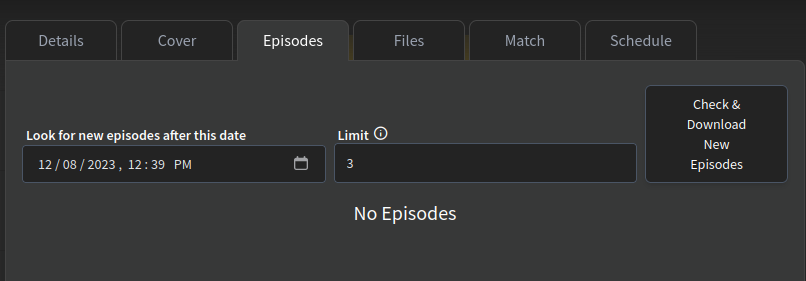 Details Cover Episodes Files Match Schedule
Look for new episodes after this date
12/08/2023, 12:39 PM
Limit
3
Check &
Download
New
Episodes
No Episodes